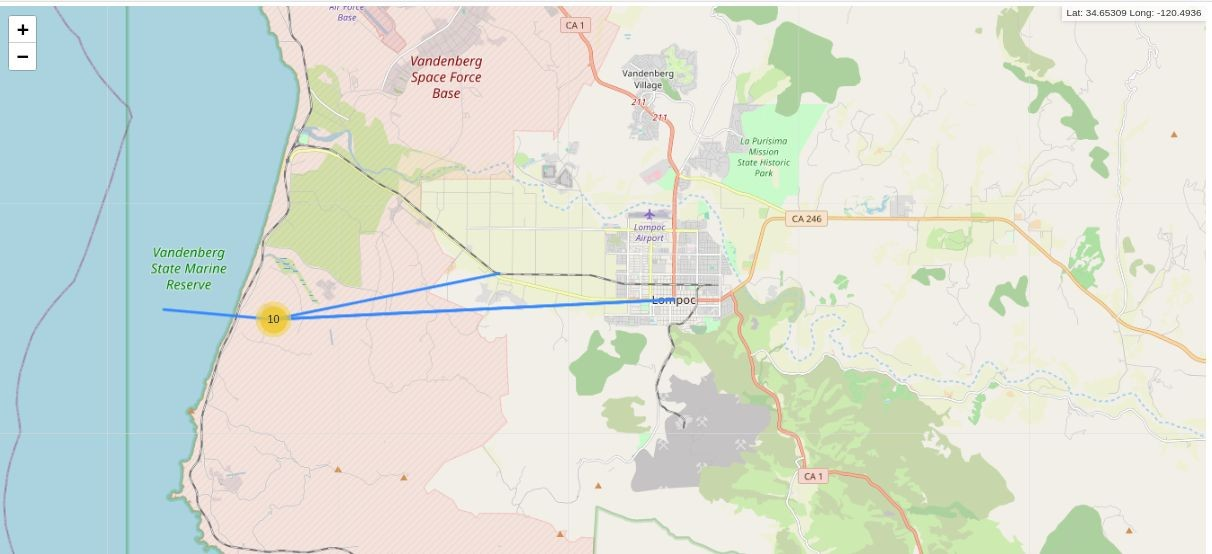 Lat: 34.65309 Long: -120.4936
+
−
Air Force
Base
CA 1
Vandenberg
Space Force
Base
Vandenberg
Village
211
211
La Purisima
Mission
State Historic
Park
CA 246
Lompoc
Airport
Vandenberg
State Marine
Reserve
Lompoc
10
CA 1